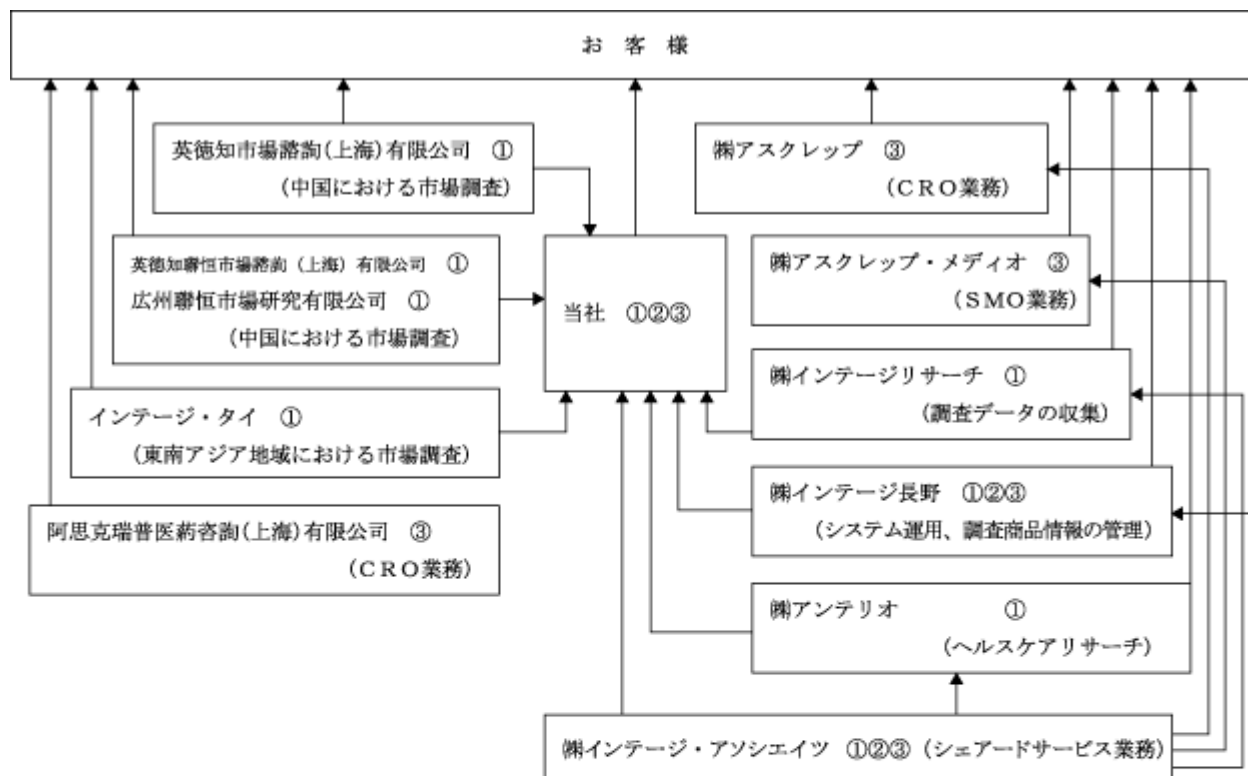 お 客 様
英徳知市場諮詢(上海)有限公司 ①
(中国における市場調査)
英徳知聯恒市場諮詢(上海)有限公司 ①
広州聯恒市場研究有限公司 ①
(中国における市場調査)
インテージ・タイ ①
(東南アジア地域における市場調査)
阿思克瑞普医葯咨詢(上海)有限公司 ③
(CRO業務)
当社 ①②③
㈱アスクレップ ③
(CRO業務)
㈱アスクレップ・メディオ ③
(SMO業務)
㈱インテージリサーチ ①
(調査データの収集)
㈱インテージ長野 ①②③
(システム運用、調査商品情報の管理)
㈱アンテリオ ①
(ヘルスケアリサーチ)
㈱インテージ・アソシエイツ ①②③ (シェアードサービス業務)